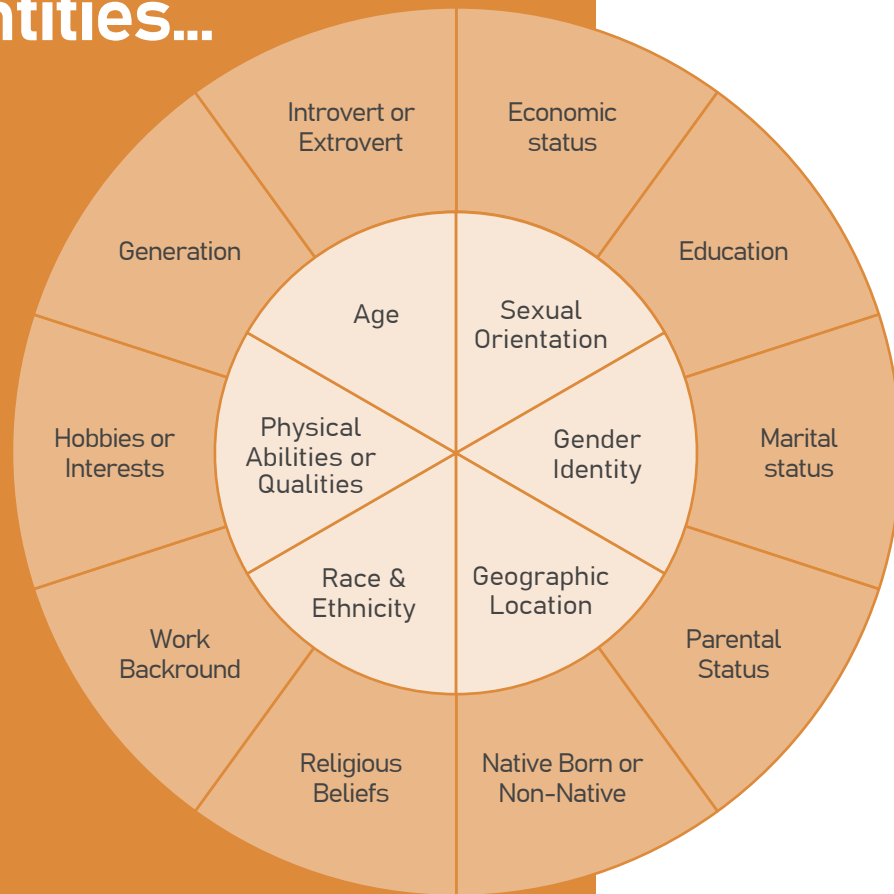 ntities...
Introvert or
Extrovert
Economic
status
Generation
Education
Age
Sexual
Orientation
Hobbies or
Interests
Physical
Abilities or
Qualities
Gender
Identity
Marital
status
Race &
Ethnicity
Geographic
Location
Work
Backround
Parental
Status
Religious
Beliefs
Native Born or
Non-Native